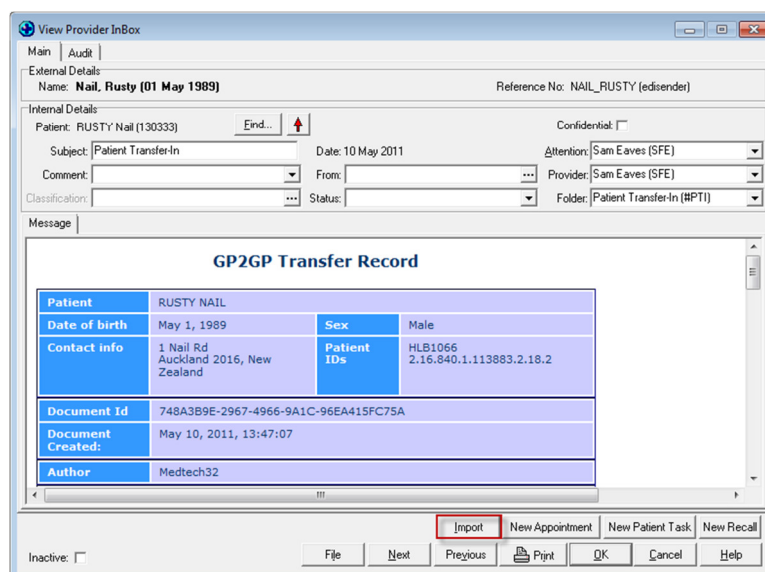 View Provider InBox
Main Audit
External Details
Name: Nail, Rusty (01 May 1989) Reference No: NAIL_RUSTY (edisender)
Internal Details
Patient: RUSTY Nail (130333) Find... Confidential:
Subject: Patient Transfer-In Date: 10 May 2011 Attention: Sam Eaves (SFE)
Comment: From: ... Provider: Sam Eaves (SFE)
Classification: ... Status: Folder: Patient Transfer-In (#PTI)
Message
GP2GP Transfer Record
Patient RUSTY NAIL
Date of birth May 1, 1989 Sex Male
Contact info 1 Nail Rd Patient HLB1066
Auckland 2016, New IDs 2.16.840.1.113883.2.18.2
Zealand
Document Id 748A3B9E-2967-4966-9A1C-96EA415FC75A
Document May 10, 2011, 13:47:07
Created:
Author Medtech32
Import New Appointment New Patient Task New Recall
Inactive: File Next Previous Print OK Cancel Help